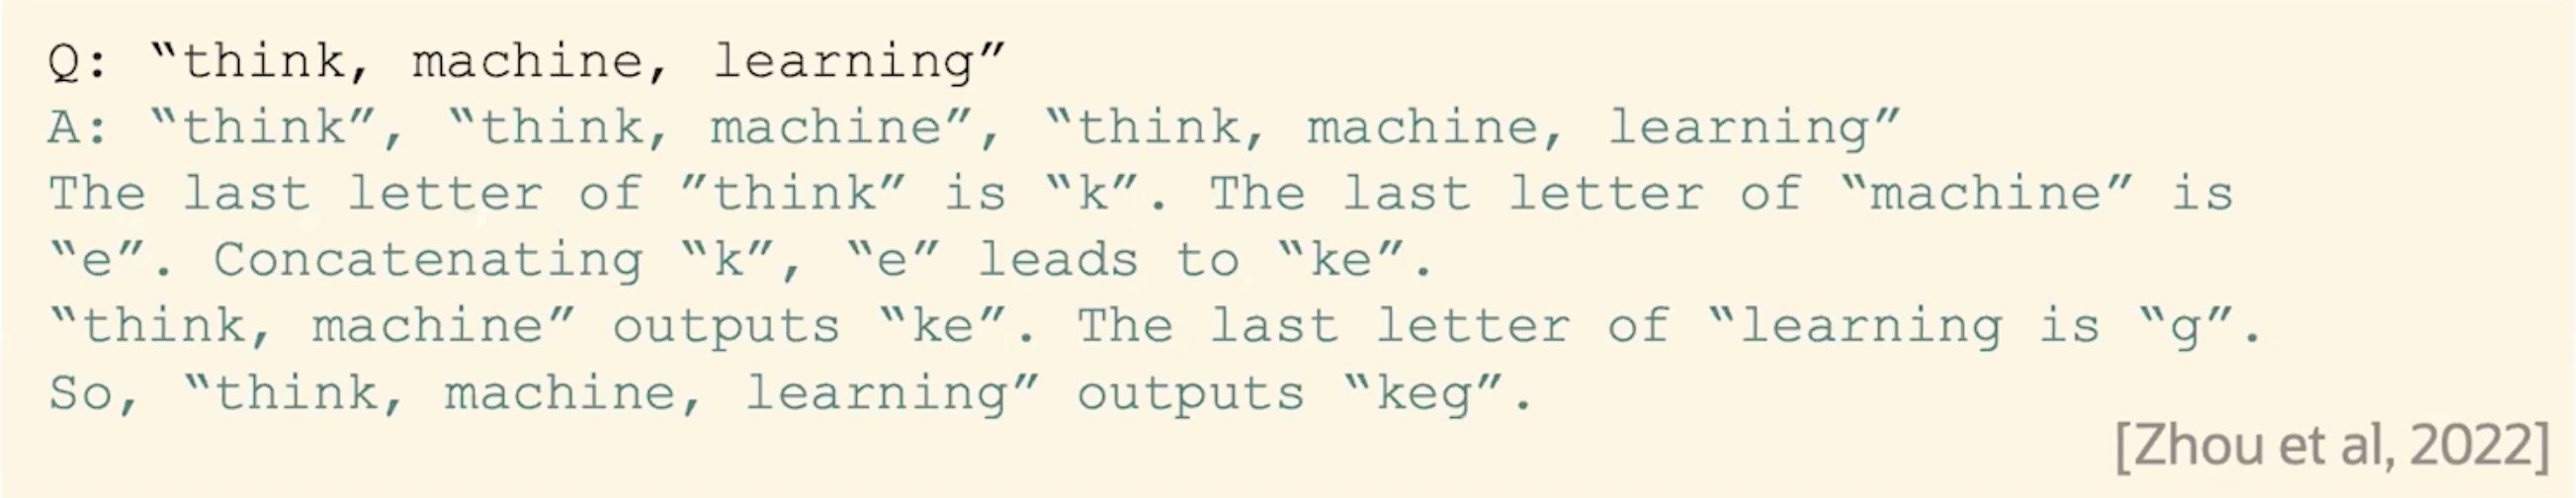 Q: “think, machine, learning”
A: “think”, “think, machine”, “think, machine, learning”
The last letter of ”think” is “k”. The last letter of “machine” is
“e”. Concatenating “k”, “e” leads to “ke”.
“think, machine” outputs “ke”. The last letter of “learning is “g”.
So, “think, machine, learning” outputs “keg”.
[Zhou et al, 2022]